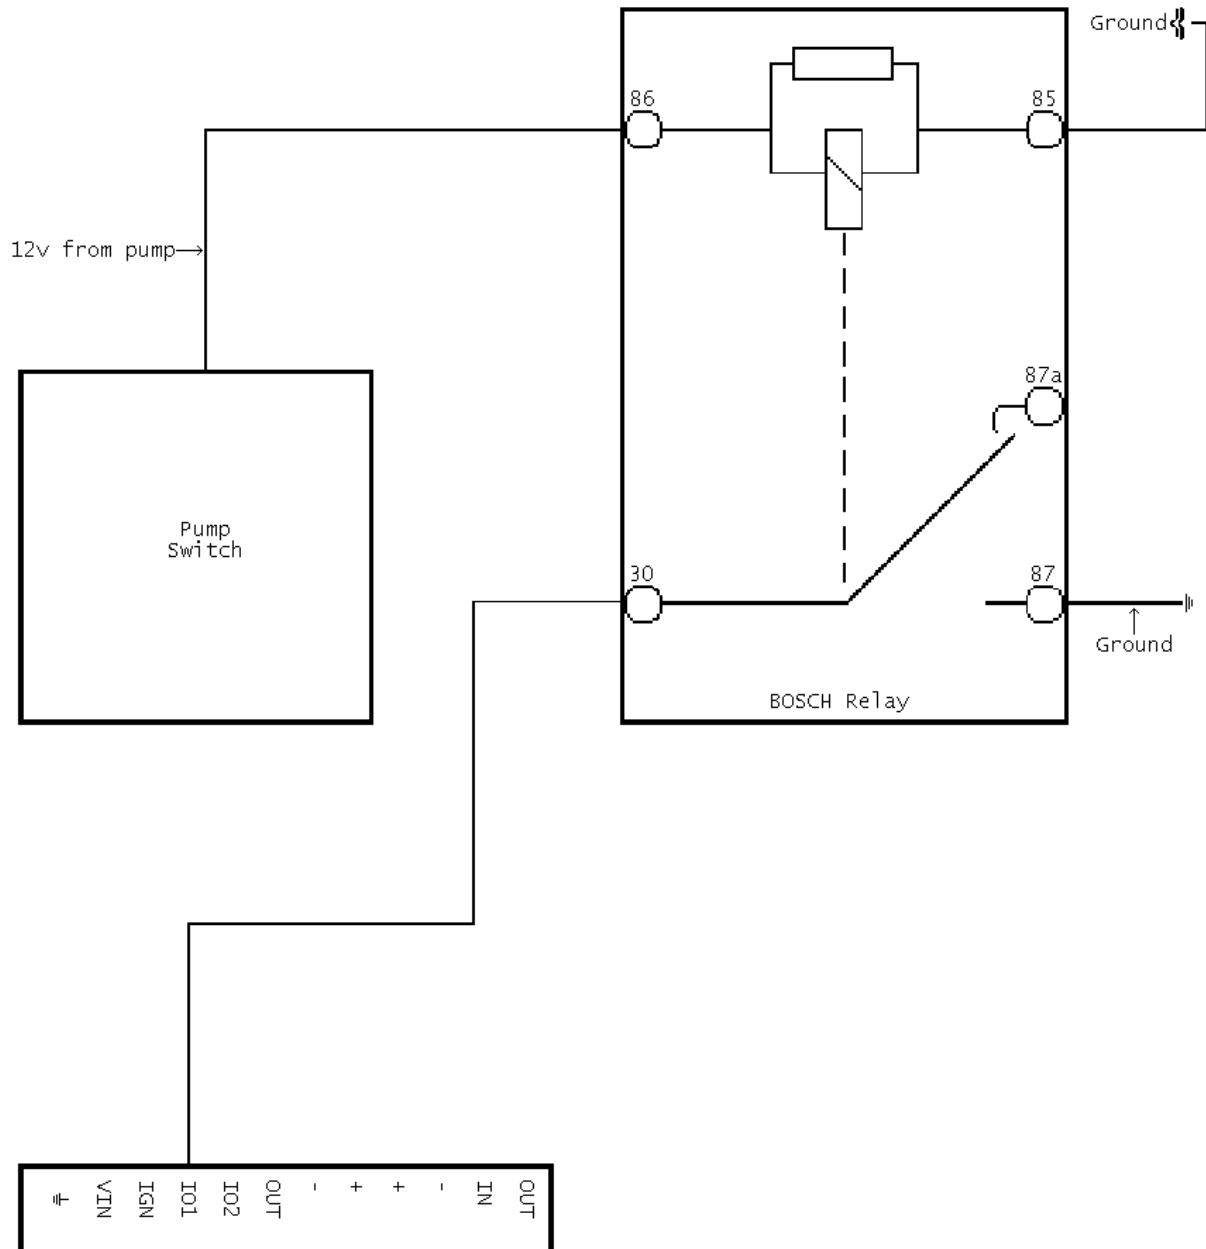 Ground
86
85
12v from pump
87a
Pump
Switch
30
87
Ground
BOSCH Relay
VIN
IGN
IO1
IO2
OUT
-
+
+
-
IN
OUT